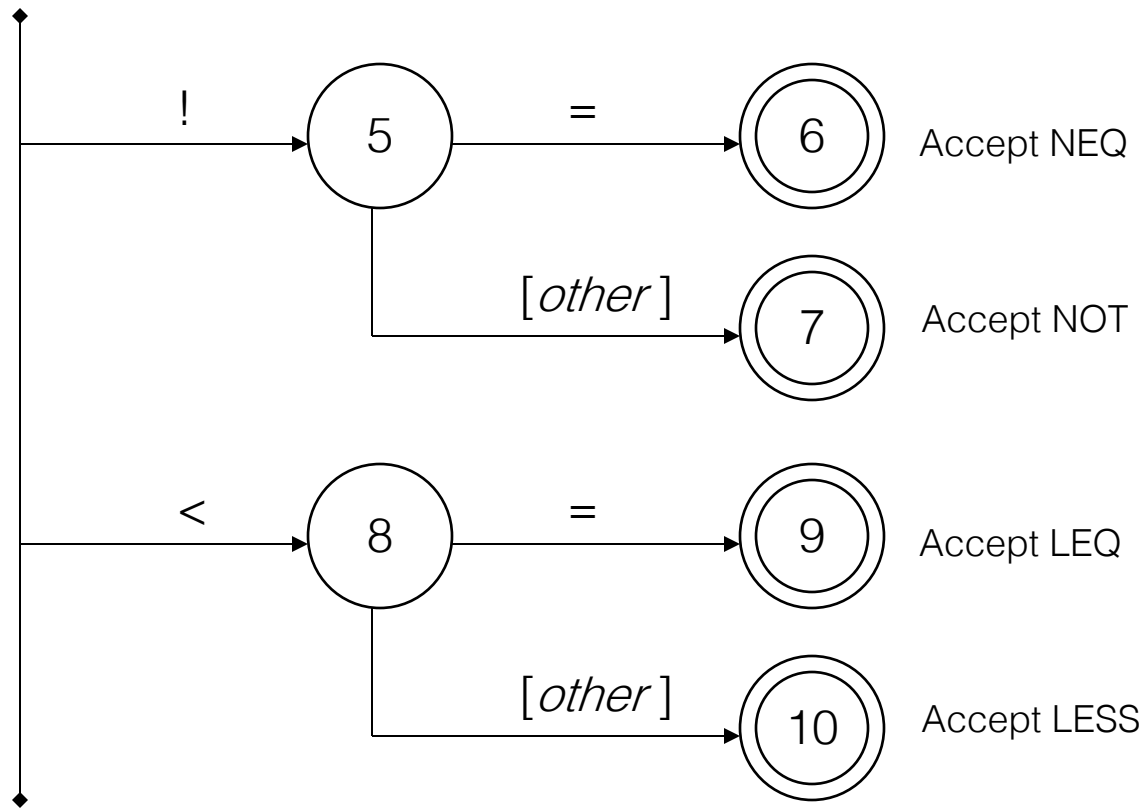 !
5
=
6
Accept NEQ
[other ]
7
Accept NOT
<
8
=
9
Accept LEQ
[other ]
10
Accept LESS